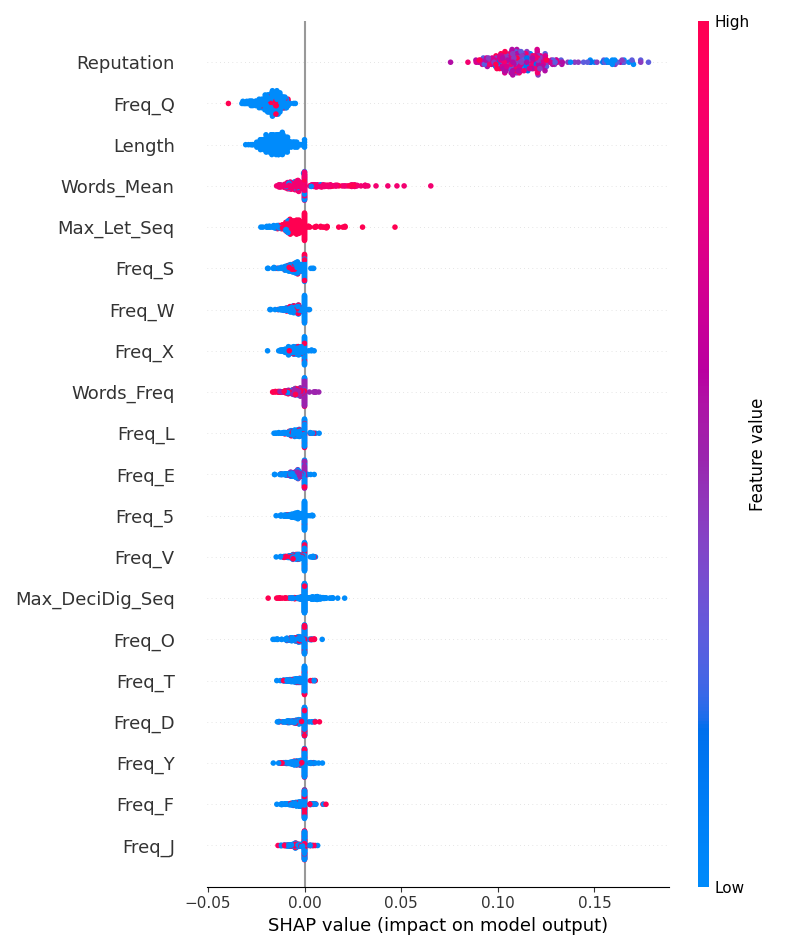 High
Reputation
Freq_Q
Length
Words_Mean
Max_Let_Seq
Freq_S
Freq_W
Freq_X
Words_Freq
Freq_L
Freq_E
Freq_5
Freq_V
Max_DeciDig_Seq
Freq_O
Freq_T
Freq_D
Freq_Y
Freq_F
Freq_J
Feature value
Low
−0.05 0.00 0.05 0.10 0.15
SHAP value (impact on model output)